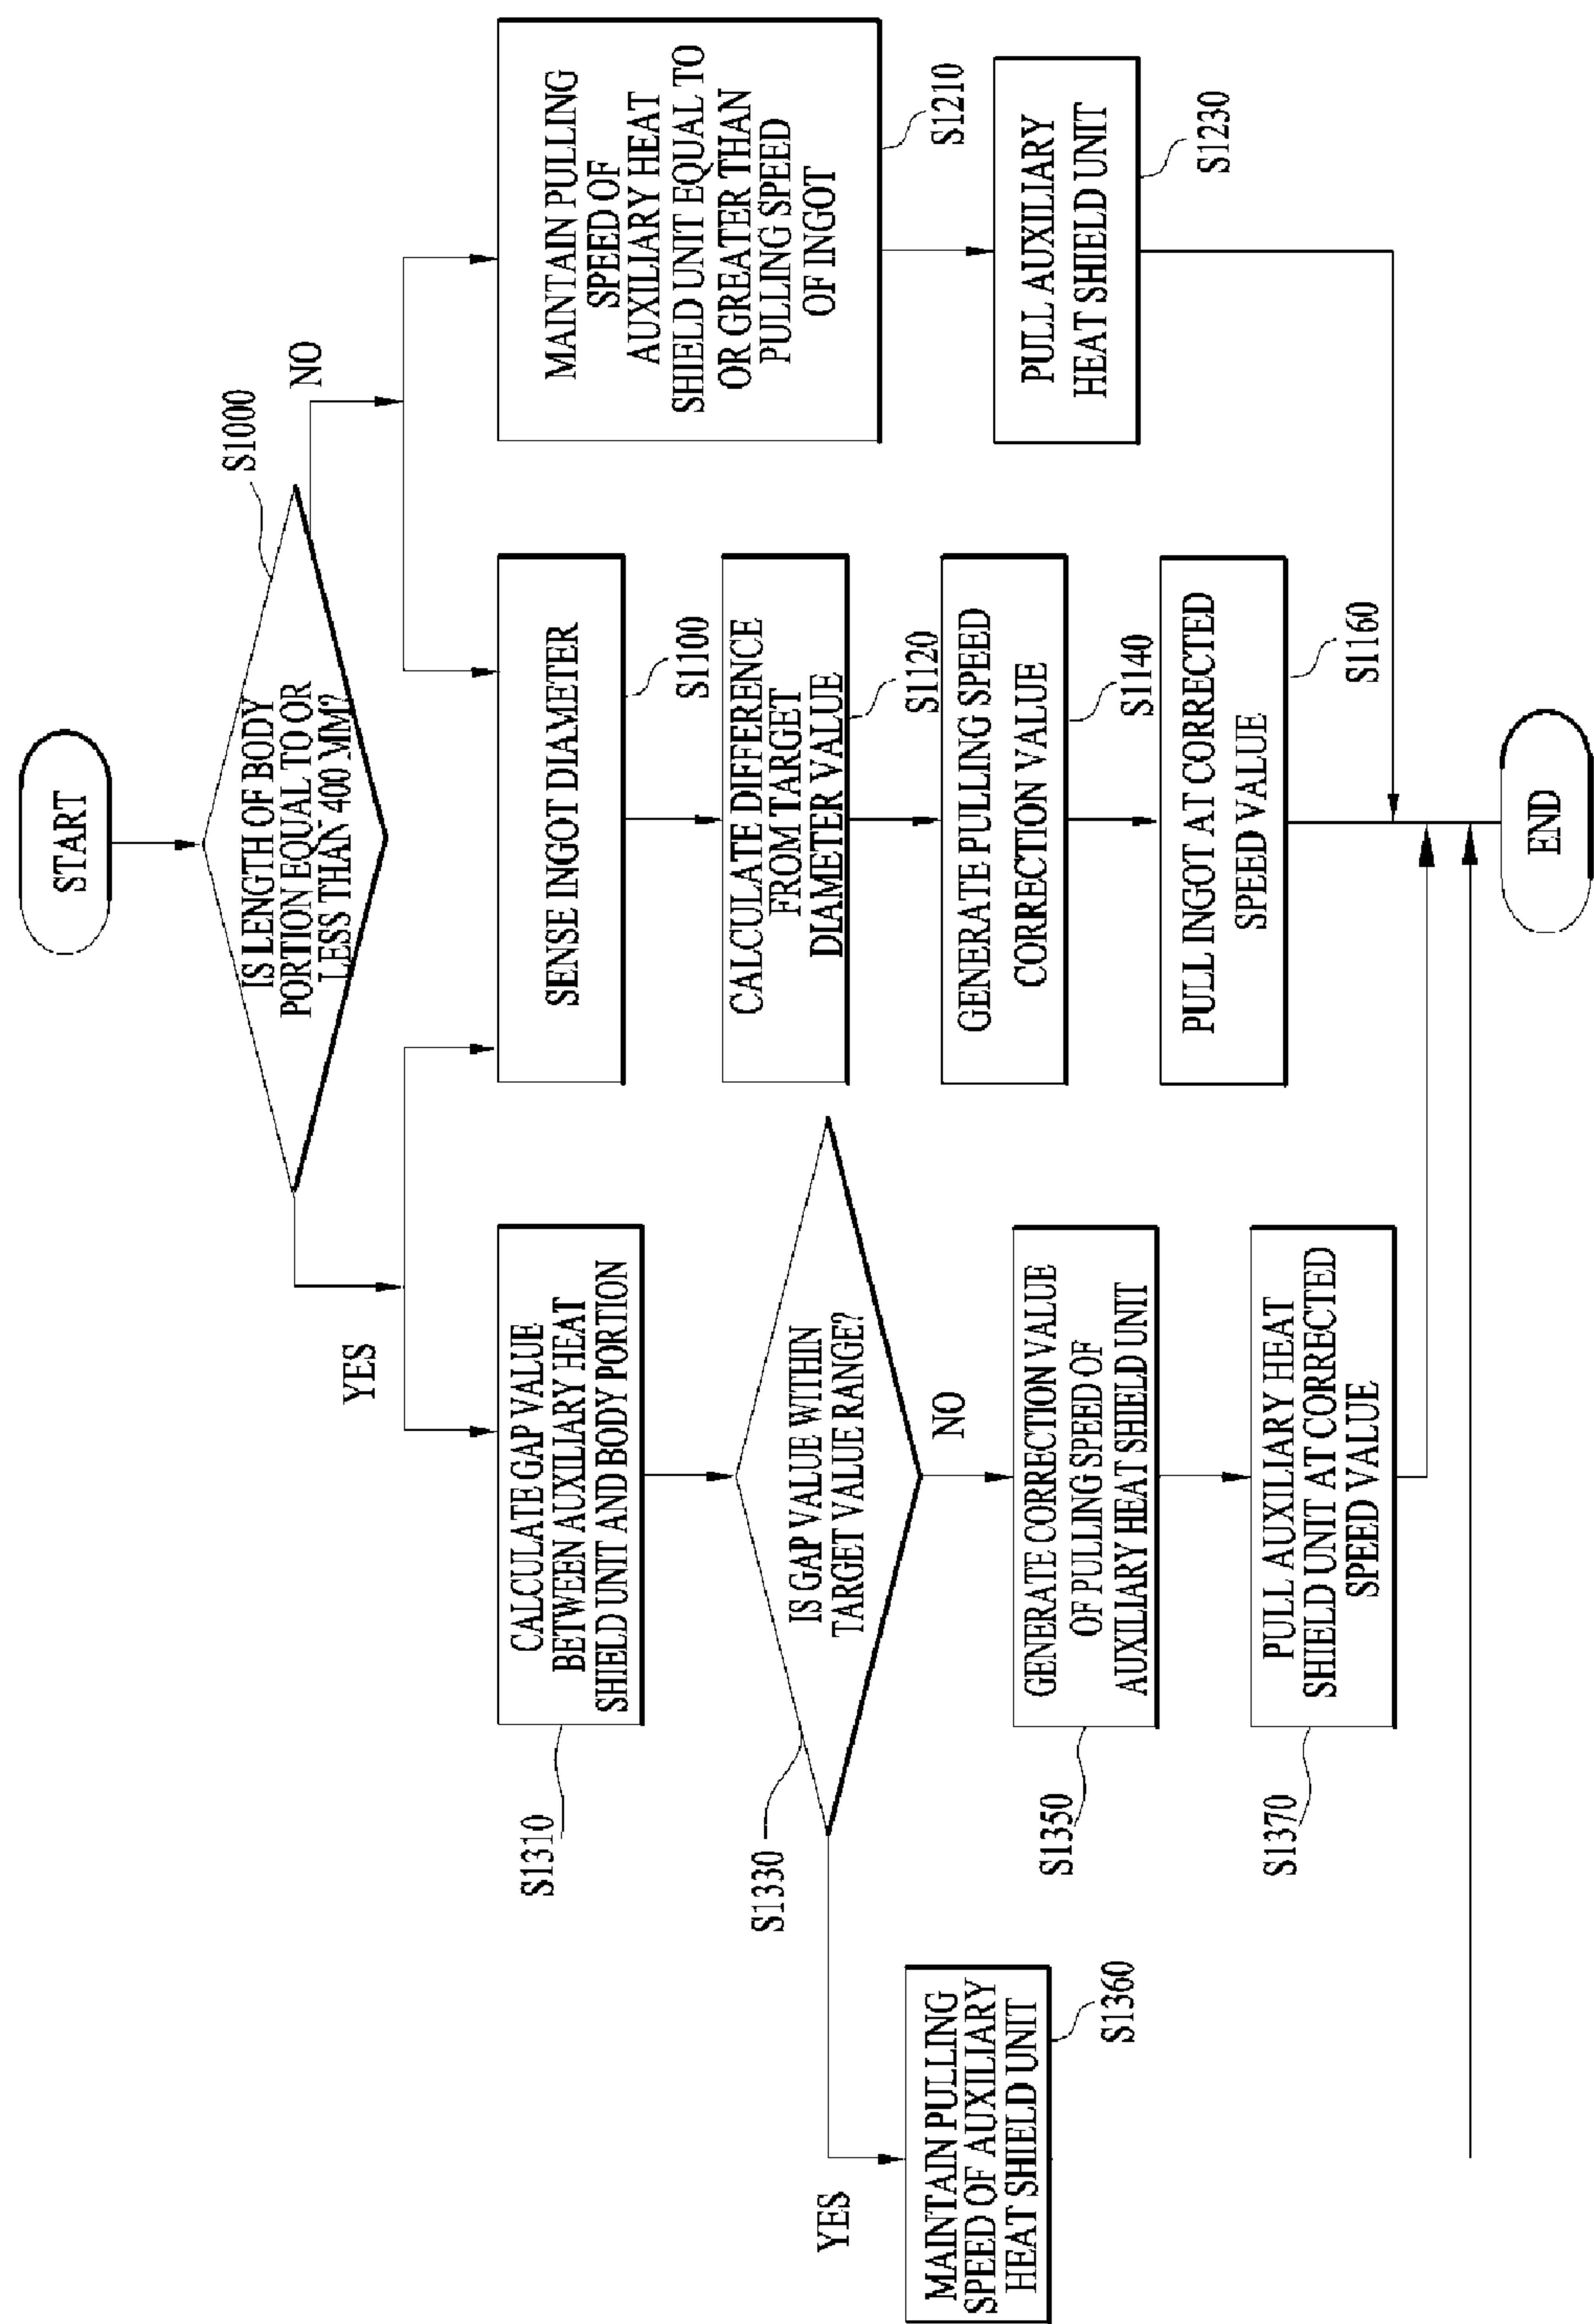 START
IS LENGTH OF BODY
PORTION EQUAL TO OR
LESS THAN 400 MM?
S1000
YES
NO
CALCULATE GAP VALUE
BETWEEN AUXILIARY HEAT
SHIELD UNIT AND BODY PORTION
S1310
SENSE INGOT DIAMETER
S1100
MAINTAIN PULLING
SPEED OF
AUXILIARY HEAT
SHIELD UNIT EQUAL TO
OR GREATER THAN
PULLING SPEED
OF INGOT
S1210
IS GAP VALUE WITHIN
TARGET VALUE RANGE?
S1330
YES
NO
CALCULATE DIFFERENCE
FROM TARGET
DIAMETER VALUE
S1120
MAINTAIN PULLING
SPEED OF AUXILIARY
HEAT SHIELD UNIT
S1360
GENERATE CORRECTION VALUE
OF PULLING SPEED OF
AUXILIARY HEAT SHIELD UNIT
S1350
GENERATE PULLING SPEED
CORRECTION VALUE
S1140
PULL AUXILIARY
HEAT SHIELD UNIT
S1230
PULL AUXILIARY HEAT
SHIELD UNIT AT CORRECTED
SPEED VALUE
S1370
PULL INGOT AT CORRECTED
SPEED VALUE
S1160
END